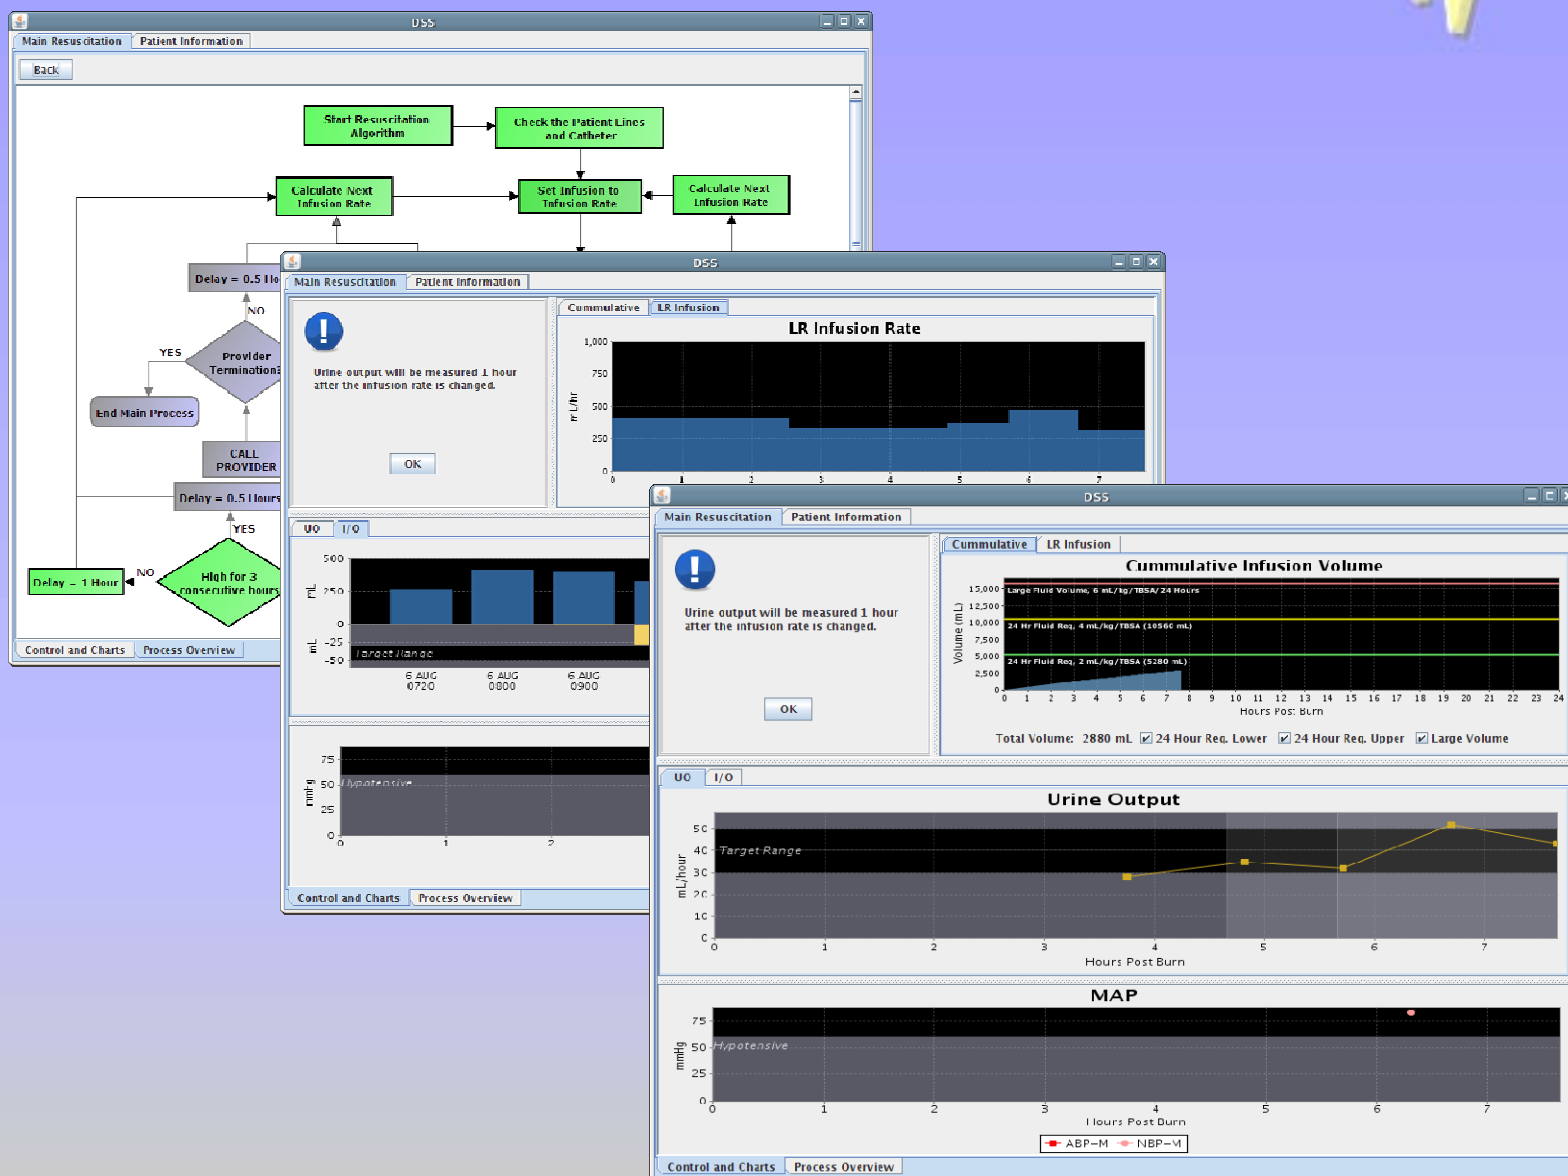 DSS
Main Resuscitation
Patient Information
Back
Start Resuscitation
Algorithm
Check the Patient Lines
and Catheter
Calculate Next
Infusion Rate
Set Infusion to
Infusion Rate
Calculate Next
Infusion Rate
NO
Provider
Termination?
YES
End Main Process
CALL
PROVIDER
Delay = 0.5 Hours
YES
High for 3
consecutive hours
NO
Delay = 1 Hour
Control and Charts
Process Overview
DSS
Main Resuscitation
Patient Information
Urine output will be measured 1 hour
after the infusion rate is changed.
OK
Cummulative
LR Infusion
LR Infusion Rate
mL/hr
1,000
750
500
250
0
0 1 2 3 4 5 6 7
UO
I/O
mL
500
250
0
mL
-25
-50
Target Range
6 AUG
0720
6 AUG
0800
6 AUG
0900
mmHg
75
50
25
0
Hypotensive
0 1 2
Control and Charts
Process Overview
DSS
Main Resuscitation
Patient Information
Urine output will be measured 1 hour
after the infusion rate is changed.
OK
Cummulative
LR Infusion
Cummulative Infusion Volume
Volume (mL)
15,000
12,500
10,000
7,500
5,000
2,500
0
Large Fluid Volume, 6 mL/kg/TBSA/24 Hours
24 Hr Fluid Req, 4 mL/kg/TBSA (10560 mL)
24 Hr Fluid Req, 2 mL/kg/TBSA (5280 mL)
0 1 2 3 4 5 6 7 8 9 10 11 12 13 14 15 16 17 18 19 20 21 22 23 24
Hours Post Burn
Total Volume: 2880 mL
24 Hour Req. Lower
24 Hour Req. Upper
Large Volume
UO
I/O
Urine Output
mL/hour
50
40
30
20
10
0
Target Range
0 1 2 3 4 5 6 7
Hours Post Burn
MAP
mmHg
75
50
25
0
Hypotensive
0 1 2 3 4 5 6 7
Hours Post Burn
ABP-M
NBP-M
Control and Charts
Process Overview